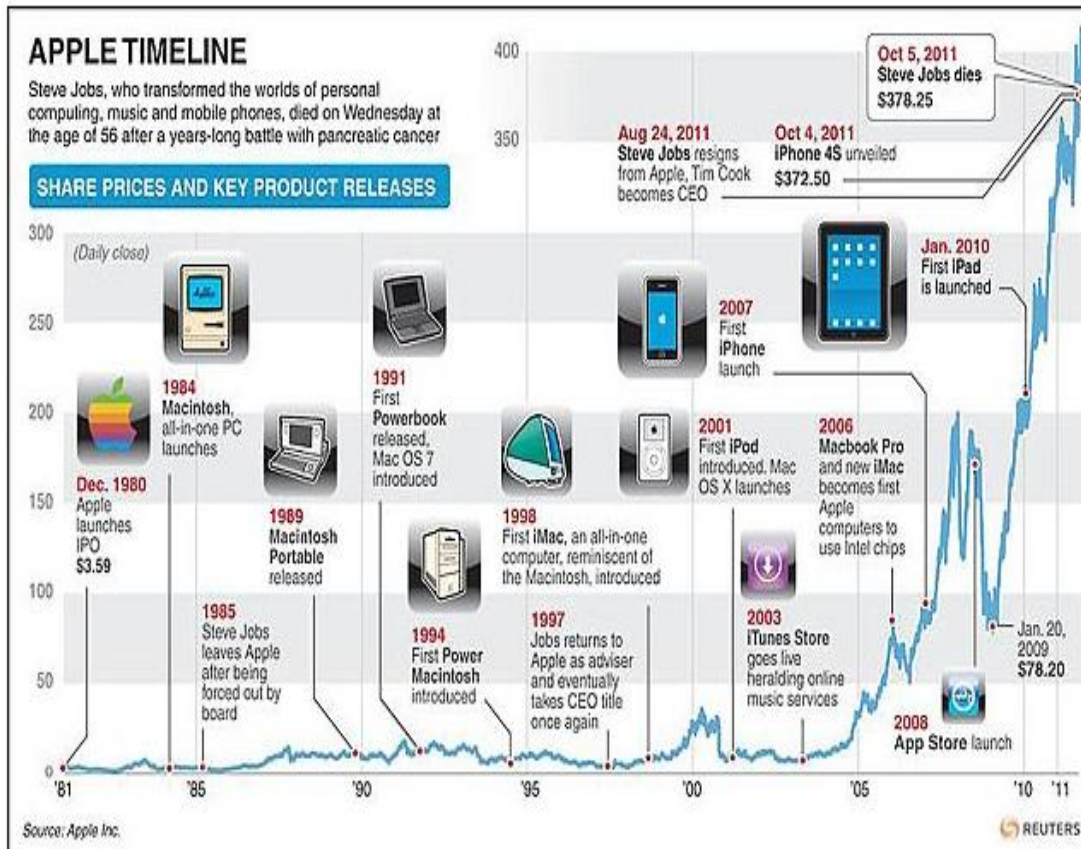 APPLE TIMELINE
Steve Jobs, who transformed the worlds of personal
computing, music and mobile phones, died on Wednesday at
the age of 56 after a years-long battle with pancreatic cancer
SHARE PRICES AND KEY PRODUCT RELEASES
400
350
300
250
200
150
100
50
0
(Daily close)
Dec. 1980
Apple
launches
IPO
$3.59
1984
Macintosh,
all-in-one PC
launches
1985
Steve Jobs
leaves Apple
after being
forced out by
board
1989
Macintosh
Portable
released
1991
First
Powerbook
released,
Mac OS 7
introduced
1994
First Power
Macintosh
introduced
1997
Jobs returns to
Apple as adviser
and eventually
takes CEO title
once again
1998
First iMac, an all-in-one
computer, reminiscent of
the Macintosh, introduced
2001
First iPod
introduced. Mac
OS X launches
2003
iTunes Store
goes live
heralding online
music services
2006
Macbook Pro
and new iMac
becomes first
Apple
computers to
use Intel chips
2007
First
iPhone
launch
2008
App Store launch
Jan. 20,
2009
$78.20
Jan. 2010
First iPad
is launched
Aug 24, 2011
Steve Jobs resigns
from Apple, Tim Cook
becomes CEO
Oct 4, 2011
iPhone 4S unveiled
$372.50
Oct 5, 2011
Steve Jobs dies
$378.25
'81
'85
'90
'95
'00
'05
'10
'11
Source: Apple Inc.
REUTERS